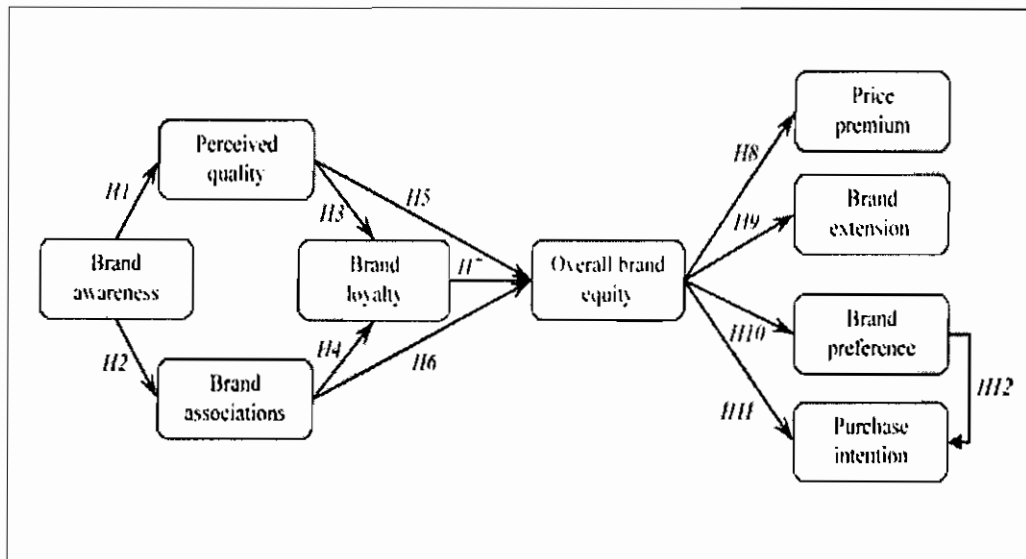 Price
premium
Perceived
quality
H8
H1
H3
H5
H9
Brand
extension
Brand
awareness
Brand
loyalty
H7
Overall brand
equity
H2
H4
H6
H10
Brand
preference
Brand
associations
H11
H12
Purchase
intention